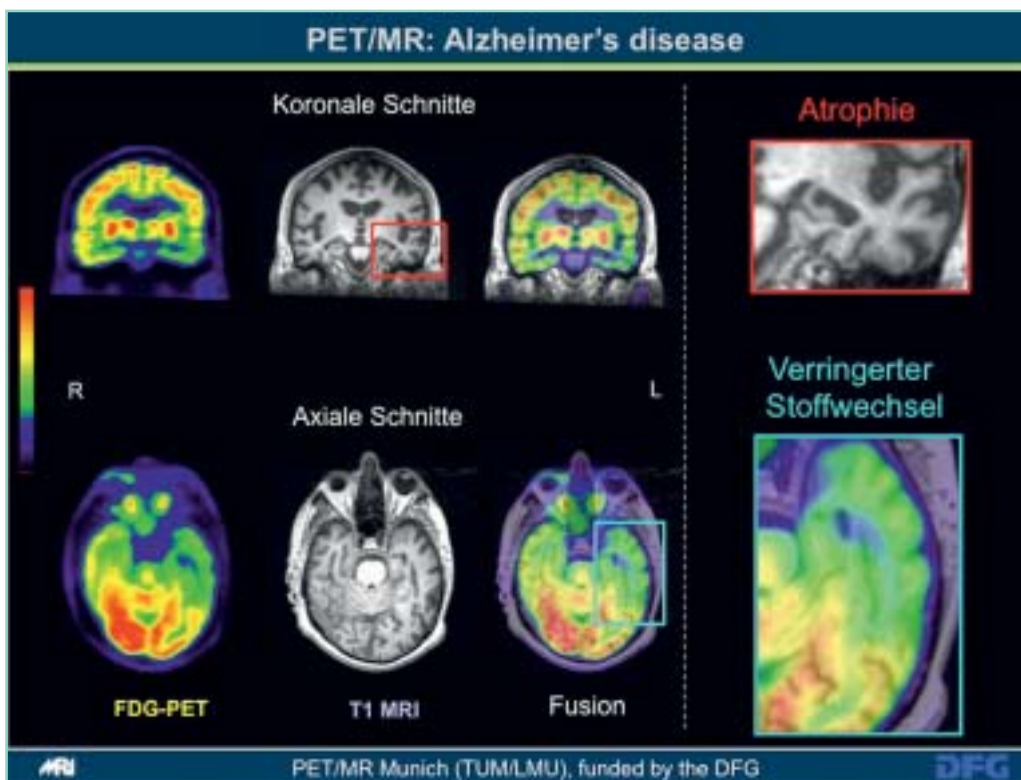 PET/MR: Alzheimer's disease
Koronale Schnitte
Atrophie
R
L
Axiale Schnitte
Verringerter
Stoffwechsel
FDG-PET
T1 MRI
Fusion
MRI
PET/MR Munich (TUM/LMU), funded by the DFG
DFG